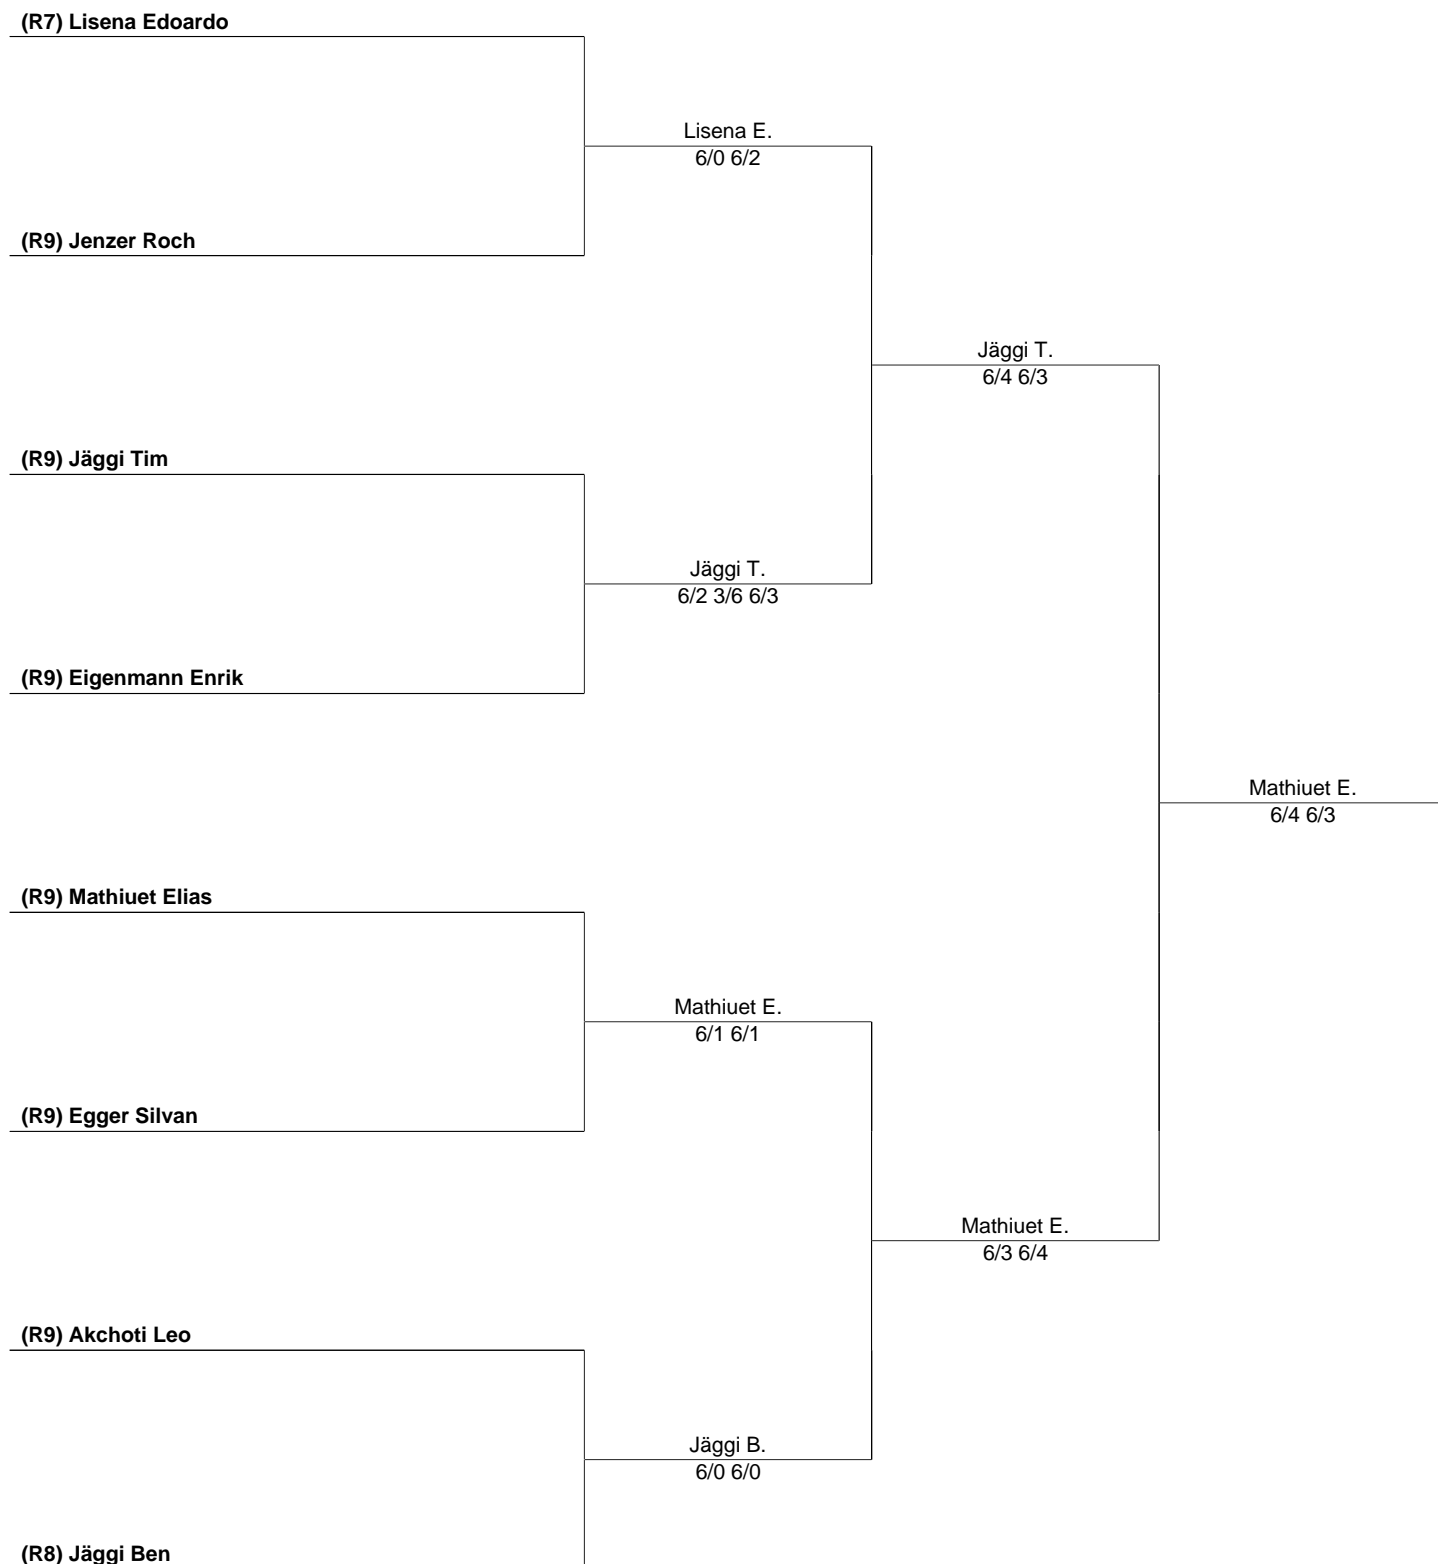 (R7) Lisena Edoardo
Lisena E.
6/0 6/2
(R9) Jenzer Roch
Jäggi T.
6/4 6/3
(R9) Jäggi Tim
Jäggi T.
6/2 3/6 6/3
(R9) Eigenmann Enrik
Mathiuet E.
6/4 6/3
(R9) Mathiuet Elias
Mathiuet E.
6/1 6/1
(R9) Egger Silvan
Mathiuet E.
6/3 6/4
(R9) Akchoti Leo
Jäggi B.
6/0 6/0
(R8) Jäggi Ben